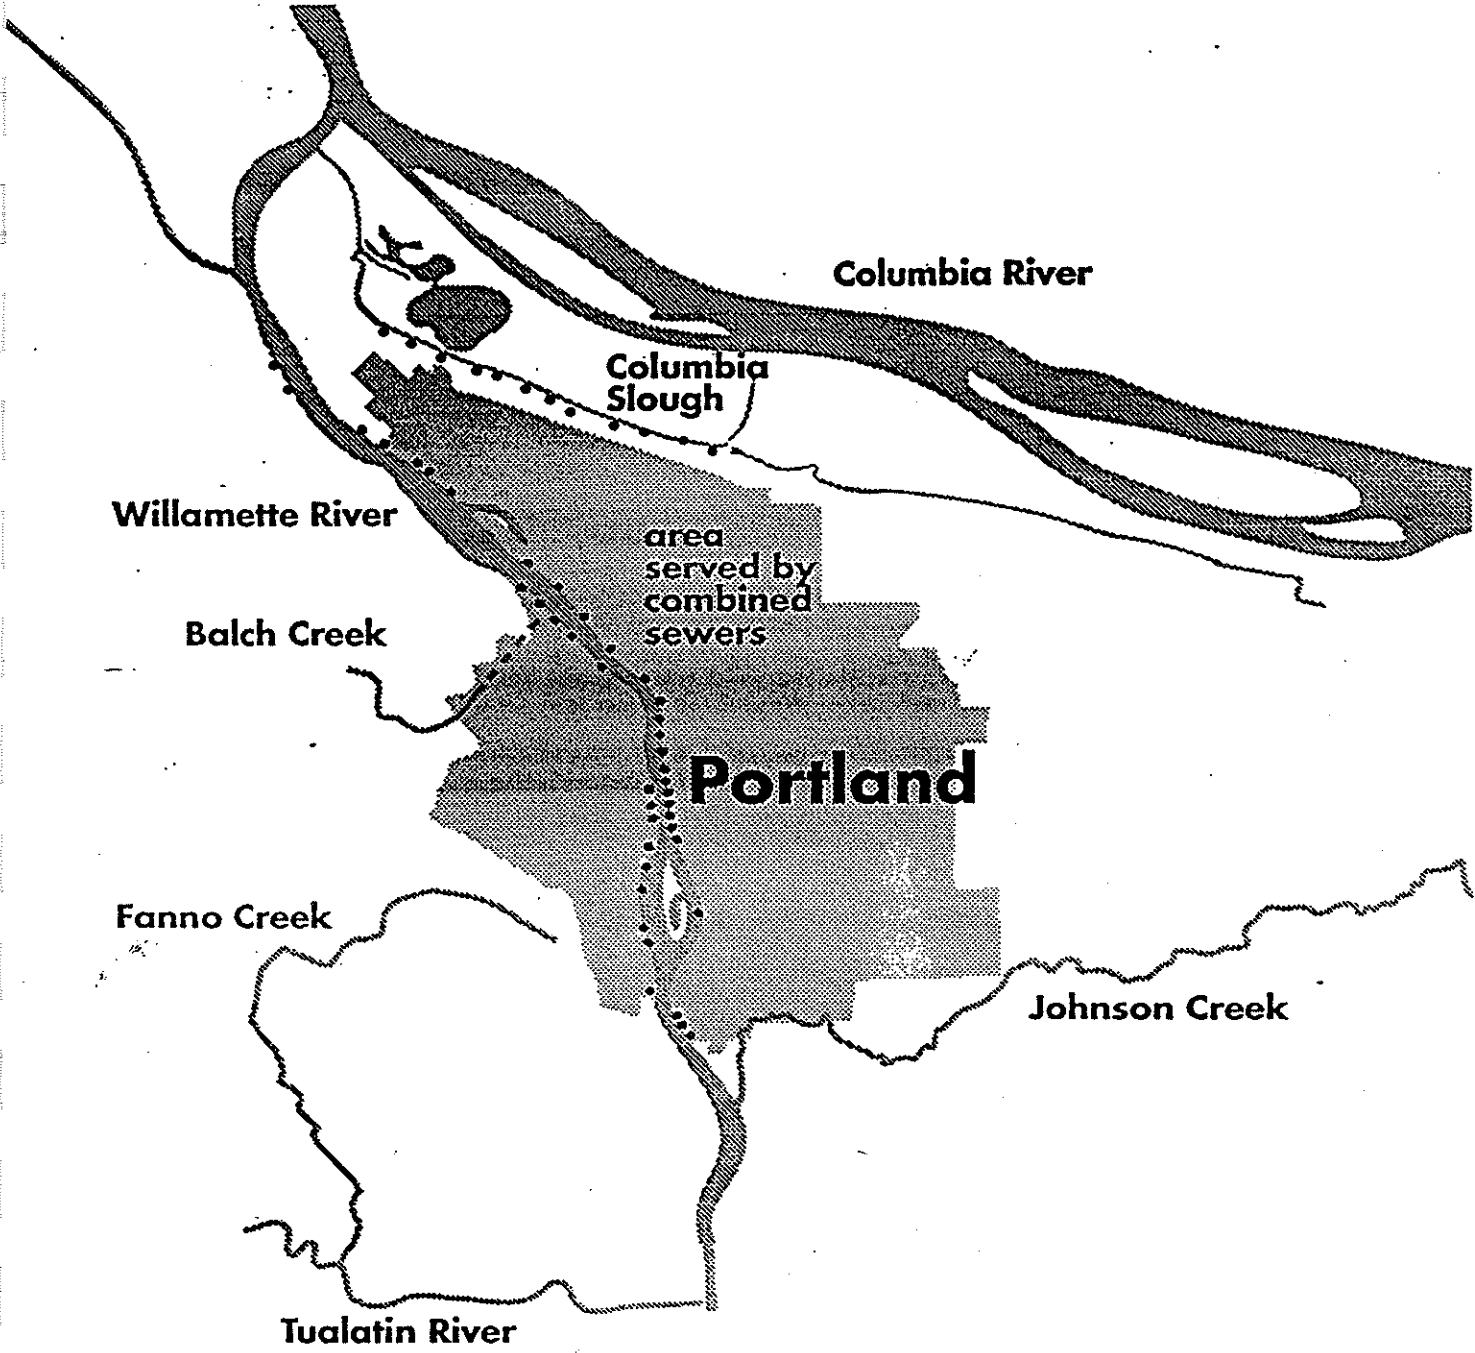 Columbia River
Columbia
Slough
Willamette River
area
served by
combined
sewers
Balch Creek
Portland
Fanno Creek
Johnson Creek
Tualatin River